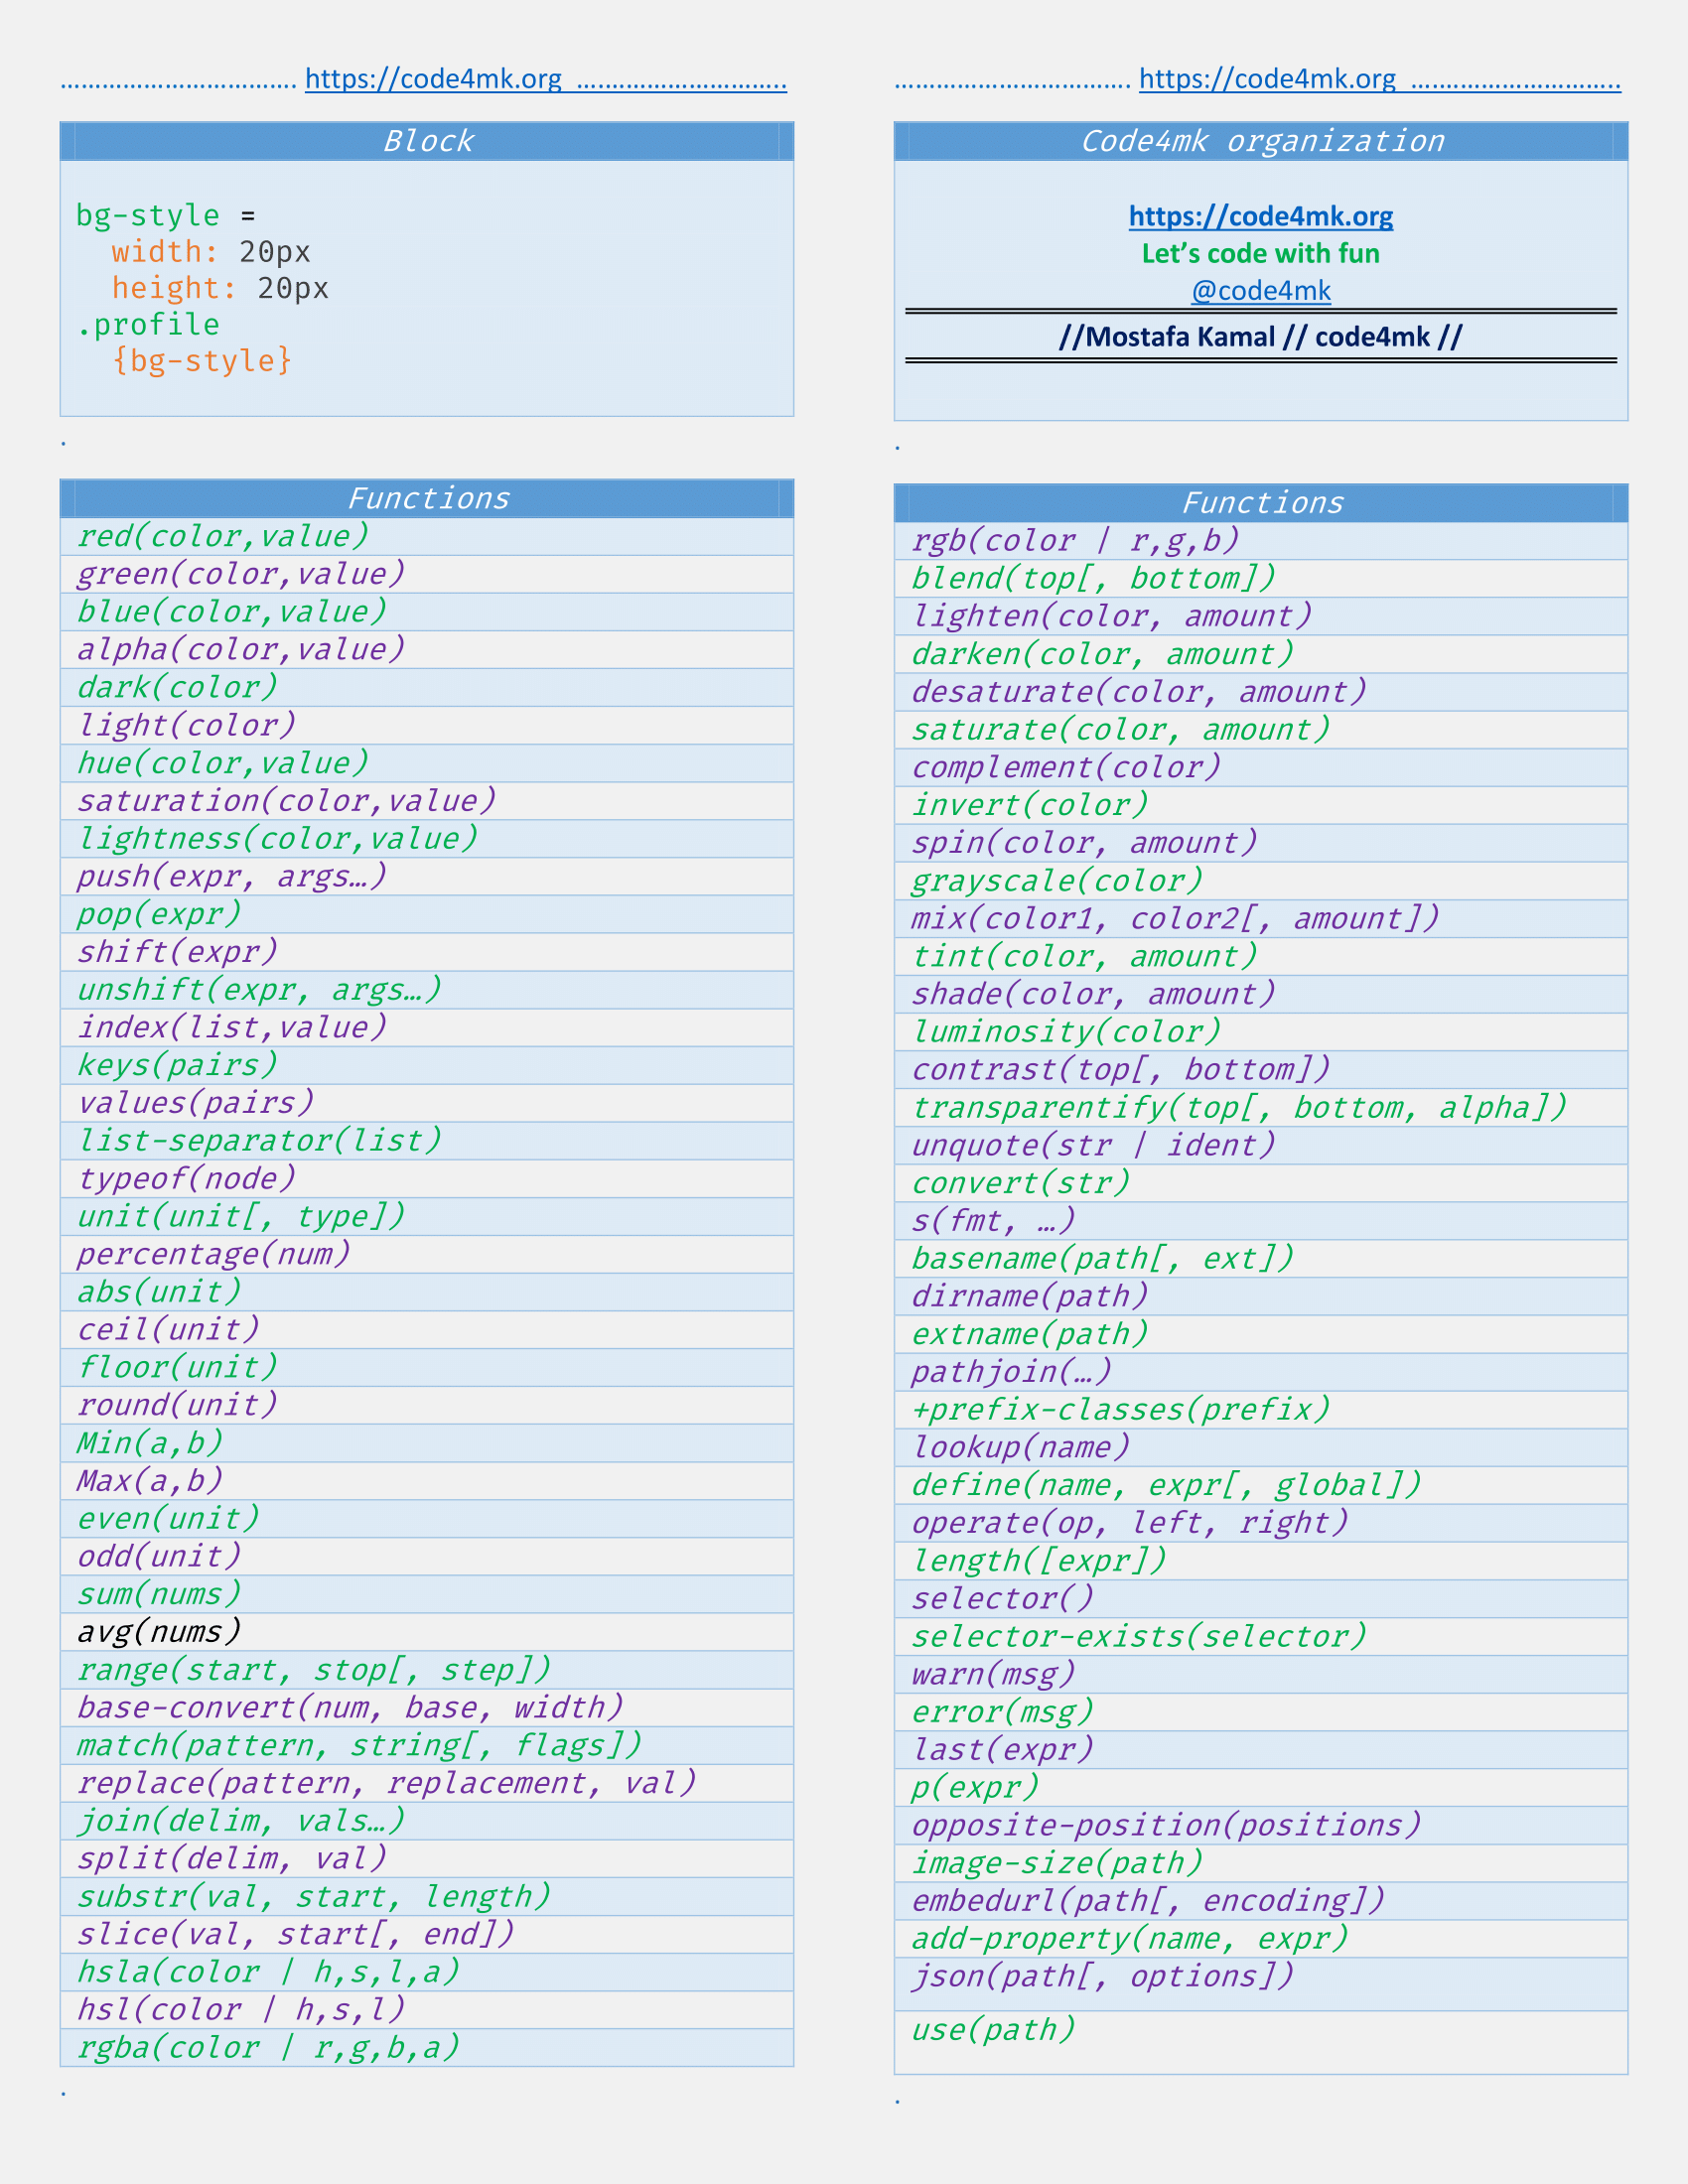 ................................. https://code4mk.org ..............................
Block
bg-style =
width: 20px
height: 20px
.profile
{bg-style}
.
Functions
red(color,value)
green(color,value)
blue(color,value)
alpha(color,value)
dark(color)
light(color)
hue(color,value)
saturation(color,value)
lightness(color,value)
push(expr, args…)
pop(expr)
shift(expr)
unshift(expr, args…)
index(list,value)
keys(pairs)
values(pairs)
list-separator(list)
typeof(node)
unit(unit[, type])
percentage(num)
abs(unit)
ceil(unit)
floor(unit)
round(unit)
Min(a,b)
Max(a,b)
even(unit)
odd(unit)
sum(nums)
avg(nums)
range(start, stop[, step])
base-convert(num, base, width)
match(pattern, string[, flags])
replace(pattern, replacement, val)
join(delim, vals…)
split(delim, val)
substr(val, start, length)
slice(val, start[, end])
hsla(color | h,s,l,a)
hsl(color | h,s,l)
rgba(color | r,g,b,a)
.
................................. https://code4mk.org ..............................
Code4mk organization
https://code4mk.org
Let’s code with fun
@code4mk
//Mostafa Kamal // code4mk //
.
Functions
rgb(color | r,g,b)
blend(top[, bottom])
lighten(color, amount)
darken(color, amount)
desaturate(color, amount)
saturate(color, amount)
complement(color)
invert(color)
spin(color, amount)
grayscale(color)
mix(color1, color2[, amount])
tint(color, amount)
shade(color, amount)
luminosity(color)
contrast(top[, bottom])
transparentify(top[, bottom, alpha])
unquote(str | ident)
convert(str)
s(fmt, …)
basename(path[, ext])
dirname(path)
extname(path)
pathjoin(…)
+prefix-classes(prefix)
lookup(name)
define(name, expr[, global])
operate(op, left, right)
length([expr])
selector()
selector-exists(selector)
warn(msg)
error(msg)
last(expr)
p(expr)
opposite-position(positions)
image-size(path)
embedurl(path[, encoding])
add-property(name, expr)
json(path[, options])
use(path)
.